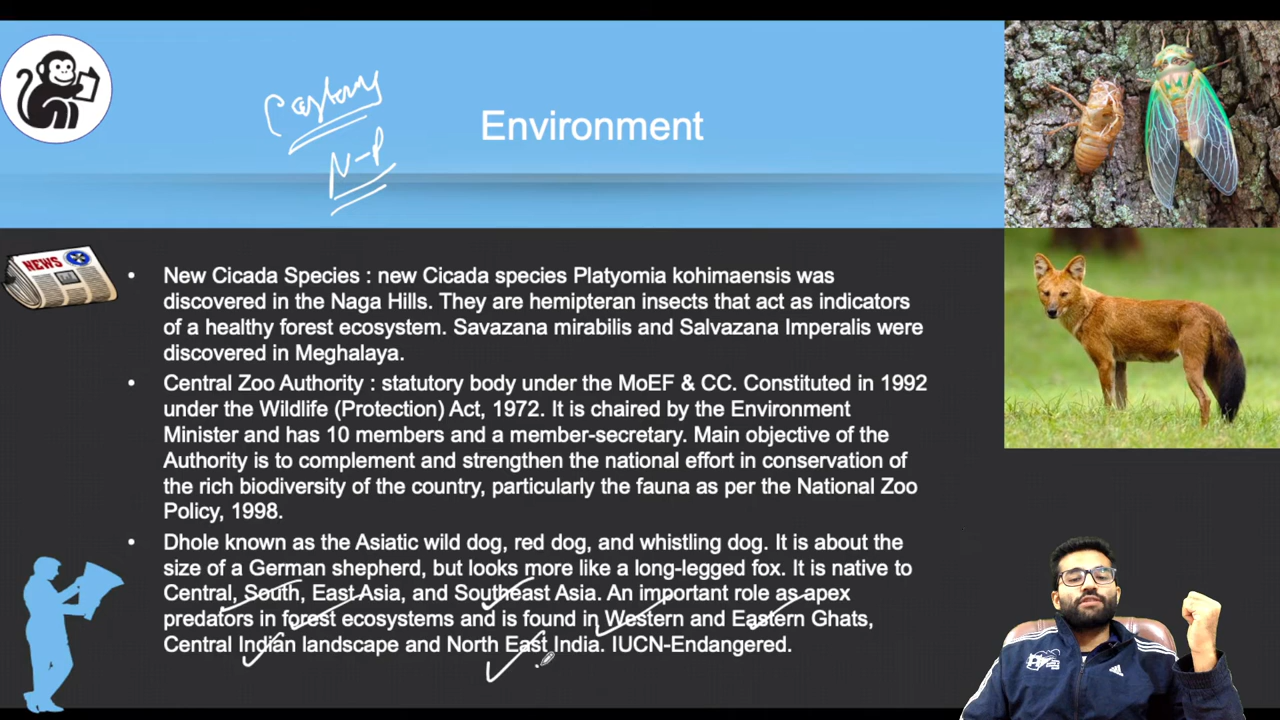 N-P
Environment
NEWS
• New Cicada Species : new Cicada species Platyomia kohimaensis was
discovered in the Naga Hills. They are hemipteran insects that act as indicators
of a healthy forest ecosystem. Savazana mirabilis and Salvazana Imperalis were
discovered in Meghalaya.
• Central Zoo Authority : statutory body under the MoEF & CC. Constituted in 1992
under the Wildlife (Protection) Act, 1972. It is chaired by the Environment
Minister and has 10 members and a member-secretary. Main objective of the
Authority is to complement and strengthen the national effort in conservation of
the rich biodiversity of the country, particularly the fauna as per the National Zoo
Policy, 1998.
• Dhole known as the Asiatic wild dog, red dog, and whistling dog. It is about the
size of a German shepherd, but looks more like a long-legged fox. It is native to
Central, South, East Asia, and Southeast Asia. An important role as apex
predators in forest ecosystems and is found in Western and Eastern Ghats,
Central Indian landscape and North East India. IUCN-Endangered.